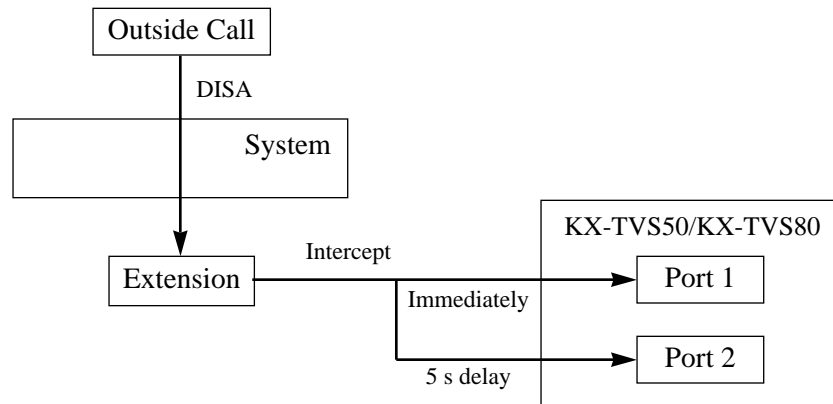 Outside Call
DISA
System
KX-TVS50/KX-TVS80
Intercept
Extension
Port 1
Immediately
Port 2
5 s delay